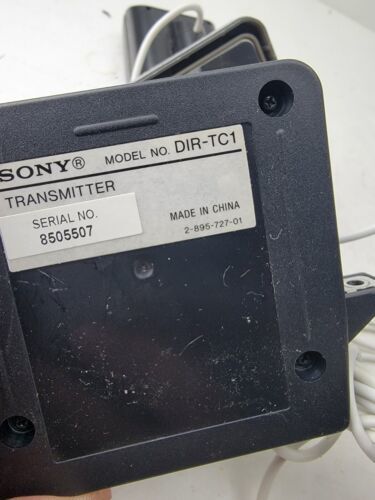 SONY® MODEL NO. DIR-TC1
TRANSMITTER
SERIAL NO.
8505507
MADE IN CHINA
2-895-727-01